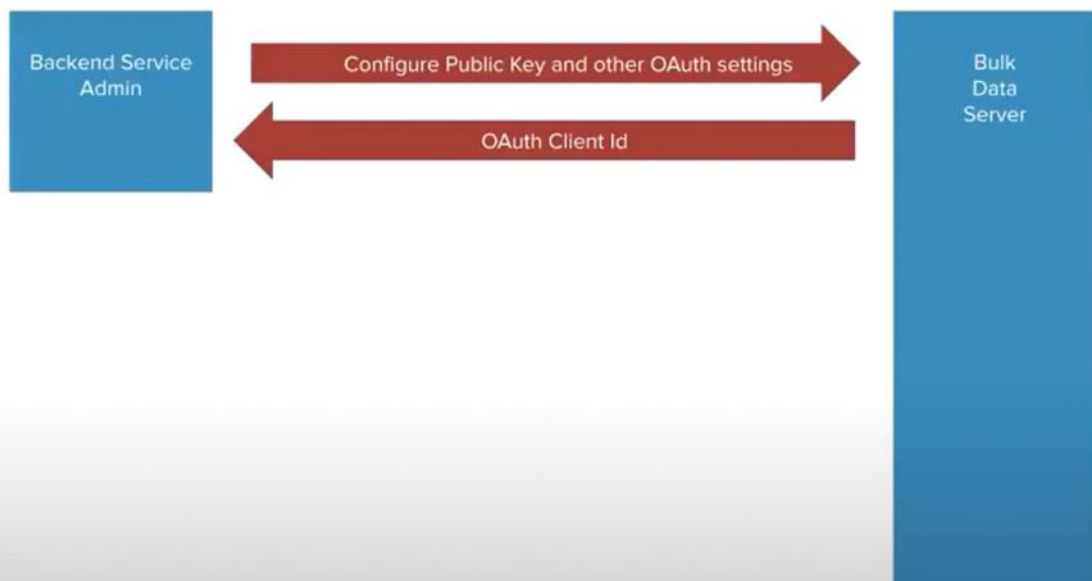 Backend Service
Admin
Configure Public Key and other OAuth settings
OAuth Client Id
Bulk
Data
Server